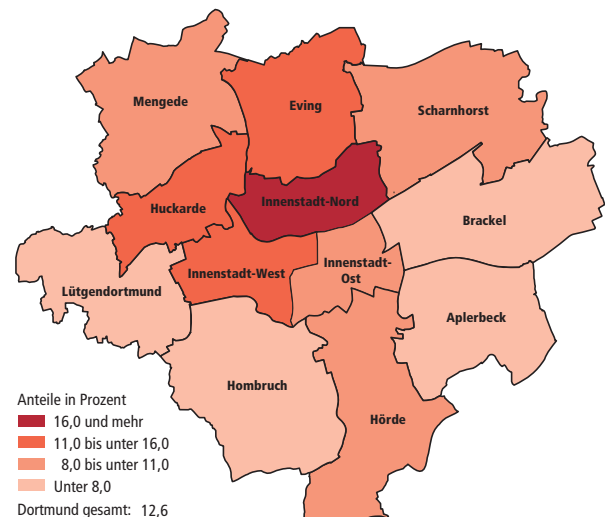 Mengede
Eving
Scharnhorst
Innenstadt-Nord
Huckarde
Brackel
Innenstadt-West
Innenstadt-
Ost
Lütgendortmund
Aplerbeck
Hombruch
Hörde
Anteile in Prozent
16,0 und mehr
11,0 bis unter 16,0
8,0 bis unter 11,0
Unter 8,0
Dortmund gesamt: 12,6